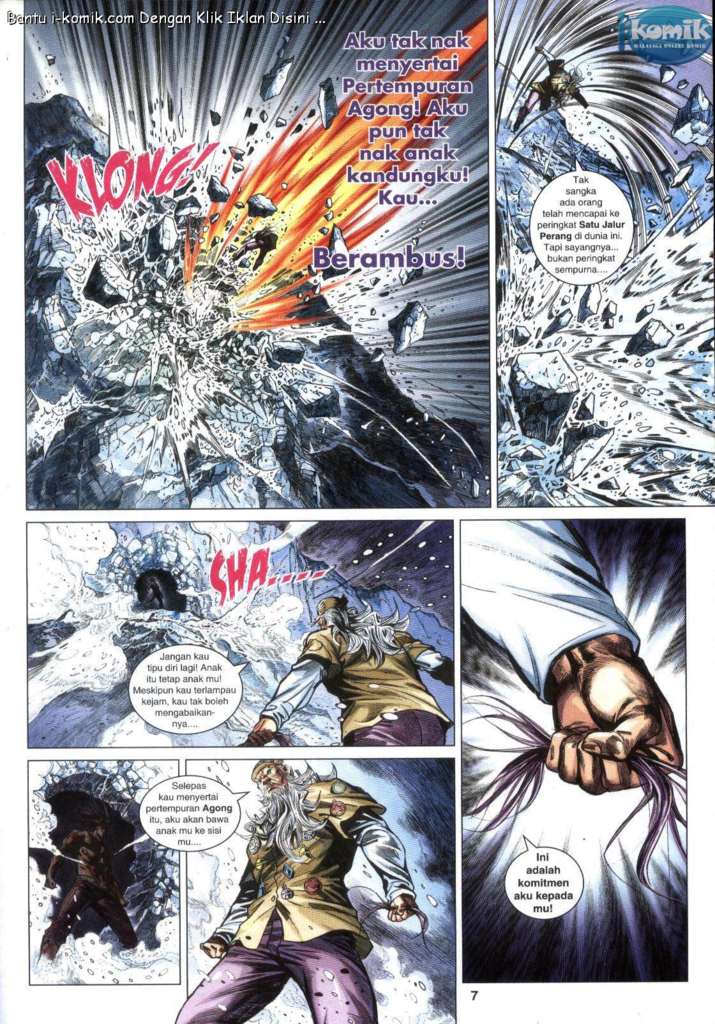 Bantu i-komik.com Dengan Klik Iklan Disini ...
komik
MALAYSIA ONLINE KOMIK
Aku tak nak
menyertai
Pertempuran
Agong! Aku
pun tak
nak anak
kandungku!
Kau...
Berambus!
KLONG!
Tak
sangka
ada orang
telah mencapai ke
peringkat Satu Jalur
Perang di dunia ini.
Tapi sayangnya...
bukan peringkat
sempurna....
SHA.....
Jangan kau
tipu diri lagi! Anak
itu tetap anak mu!
Meskipun kau terlampau
kejam, kau tak boleh
mengabaikan-
nya....
Selepas
kau menyertai
pertempuran Agong
itu, aku akan bawa
anak mu ke sisi
mu....
Ini
adalah
komitmen
aku kepada
mu!
7